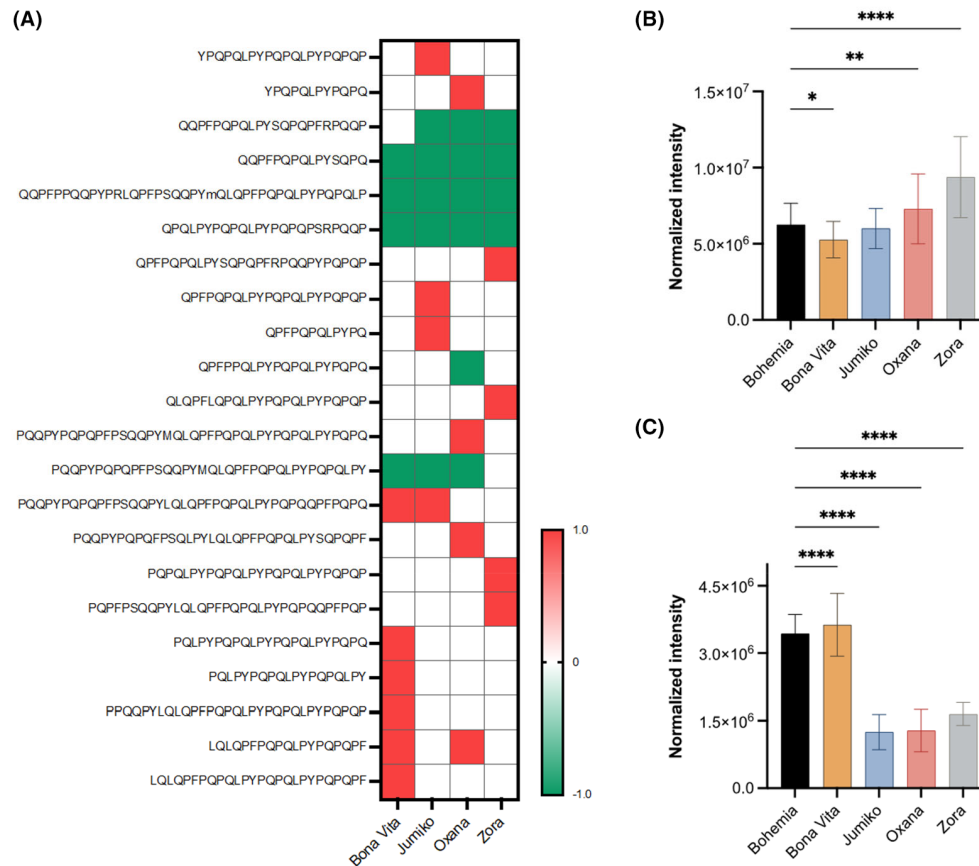 (A)
YPQPQLPYPQPQLPYPQPQP
YPQPQLPYPQPQ
QQPFPQPQLPYSQPQPFRPQQP
QQPFPQPQLPYSQPQ
QQPFPPQQPYPRLQPFPSQQPYmQLQPFPQPQLPYPQPQLP
QPQLPYPQPQLPYPQPQPSRPQQP
QPFPQPQLPYSQPQPFRPQQPYPQPQP
QPFPQPQLPYPQPQLPYPQPQP
QPFPQPQLPYPQ
QPFPPQLPYPQPQLPYPQPQ
QLQPFLQPQLPYPQPQLPYPQPQP
PQQPYPQPQPFPSQQPYMQLQPFPQPQLPYPQPQLPYPQPQ
PQQPYPQPQPFPSQQPYMQLQPFPQPQLPYPQPQLPY
PQQPYPQPQPFPSQQPYLQLQPFPQPQLPYPQPQQPFPQPQ
PQQPYPQPQFPSQLPYLQLQPFPQPQLPYSQPQPF
PQPQLPYPQPQLPYPQPQLPYPQPQP
PQPFPSQQPYLQLQPFPQPQLPYPQPQQPFPQP
PQLPYPQPQLPYPQPQLPYPQPQ
PQLPYPQPQLPYPQPQLPY
PPQQPYLQLQPFPQPQLPYPQPQLPYPQPQP
LQLQPFPQPQLPYPQPQPF
LQLQPFPQPQLPYPQPQLPYPQPQPF
Bona Vita
Jumiko
Oxana
Zora
1.0
0
-1.0
(B)
****
**
*
Normalized intensity
1.5×10⁷
1.0×10⁷
5.0×10⁶
0.0
Bohemia
Bona Vita
Jumiko
Oxana
Zora
(C)
****
****
****
****
Normalized intensity
4.5×10⁶
3.0×10⁶
1.5×10⁶
0.0
Bohemia
Bona Vita
Jumiko
Oxana
Zora